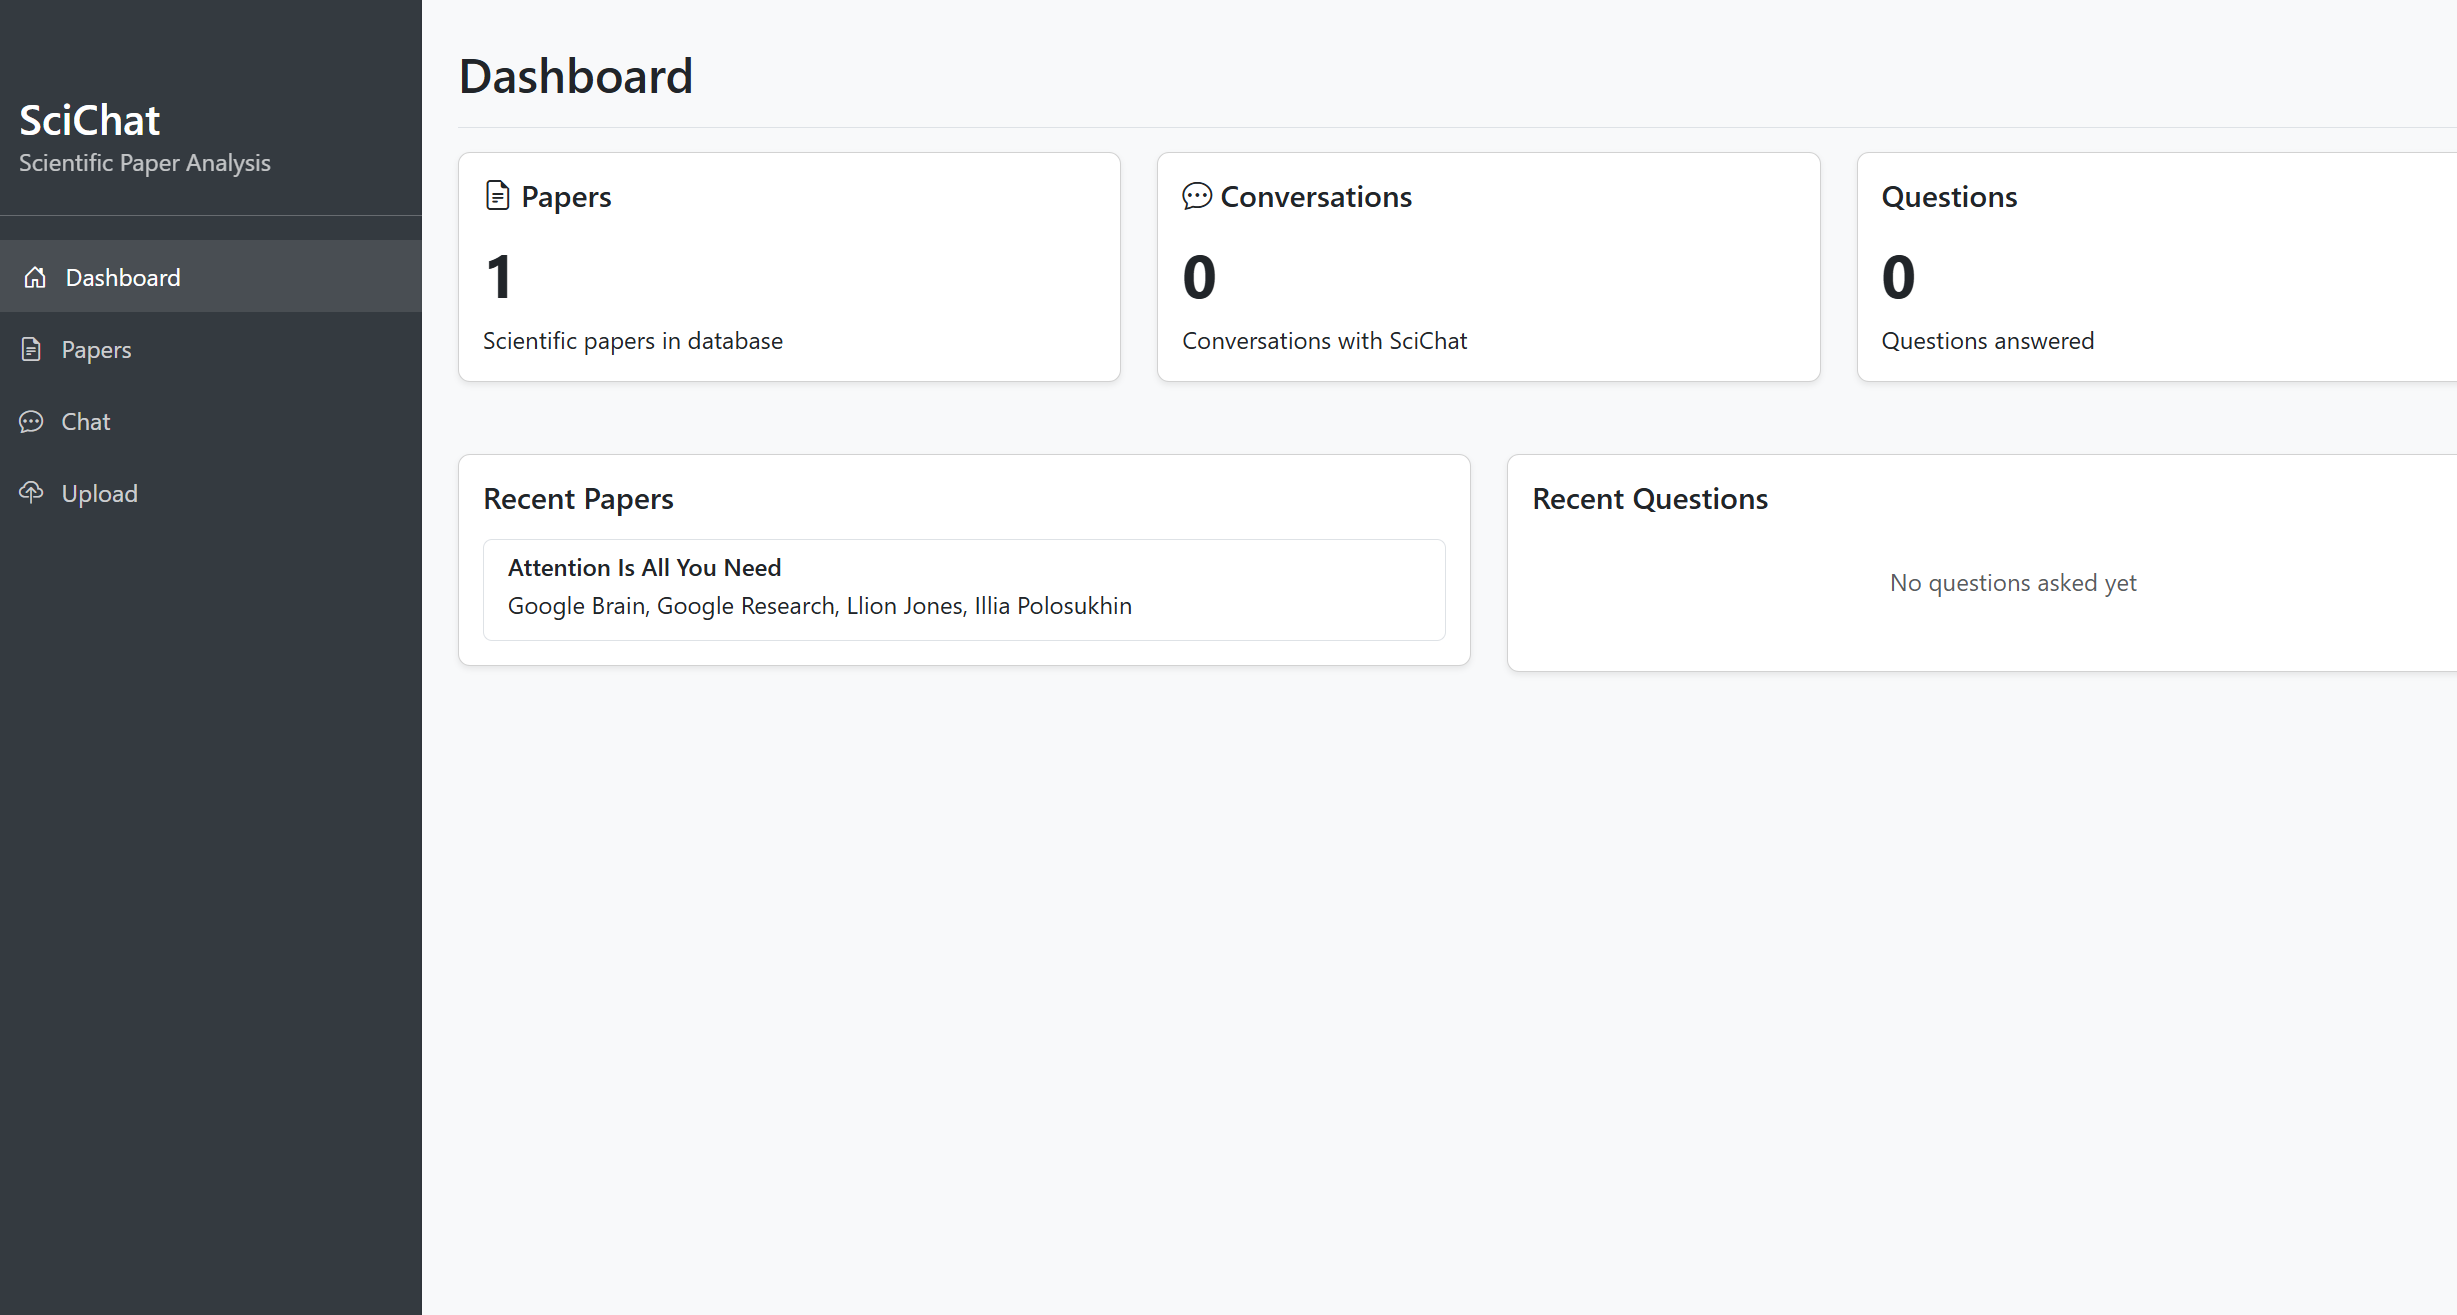 SciChat
Scientific Paper Analysis
Dashboard
Papers
Chat
Upload
Dashboard
Papers
1
Scientific papers in database
Conversations
0
Conversations with SciChat
Questions
0
Questions answered
Recent Papers
Attention Is All You Need
Google Brain, Google Research, Llion Jones, Illia Polosukhin
Recent Questions
No questions asked yet